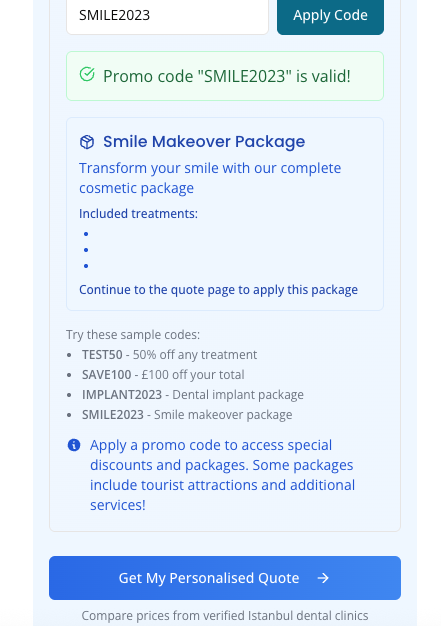 SMILE2023
Apply Code
Promo code "SMILE2023" is valid!
Smile Makeover Package
Transform your smile with our complete
cosmetic package
Included treatments:
Continue to the quote page to apply this package
Try these sample codes:
• TEST50 - 50% off any treatment
• SAVE100 - £100 off your total
• IMPLANT2023 - Dental implant package
• SMILE2023 - Smile makeover package
Apply a promo code to access special
discounts and packages. Some packages
include tourist attractions and additional
services!
Get My Personalised Quote →
Compare prices from verified Istanbul dental clinics